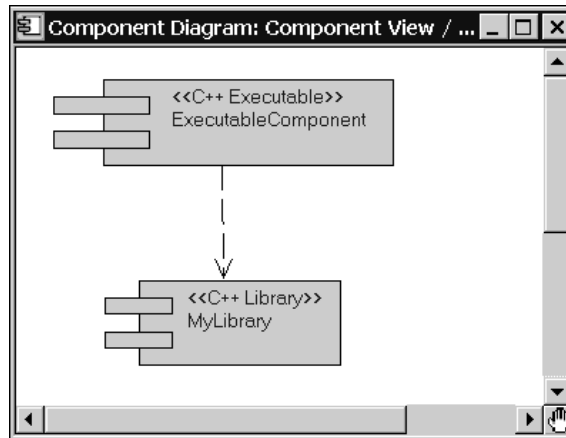 Component Diagram: Component View / ...
<<C++ Executable>>
ExecutableComponent
<<C++ Library>>
MyLibrary